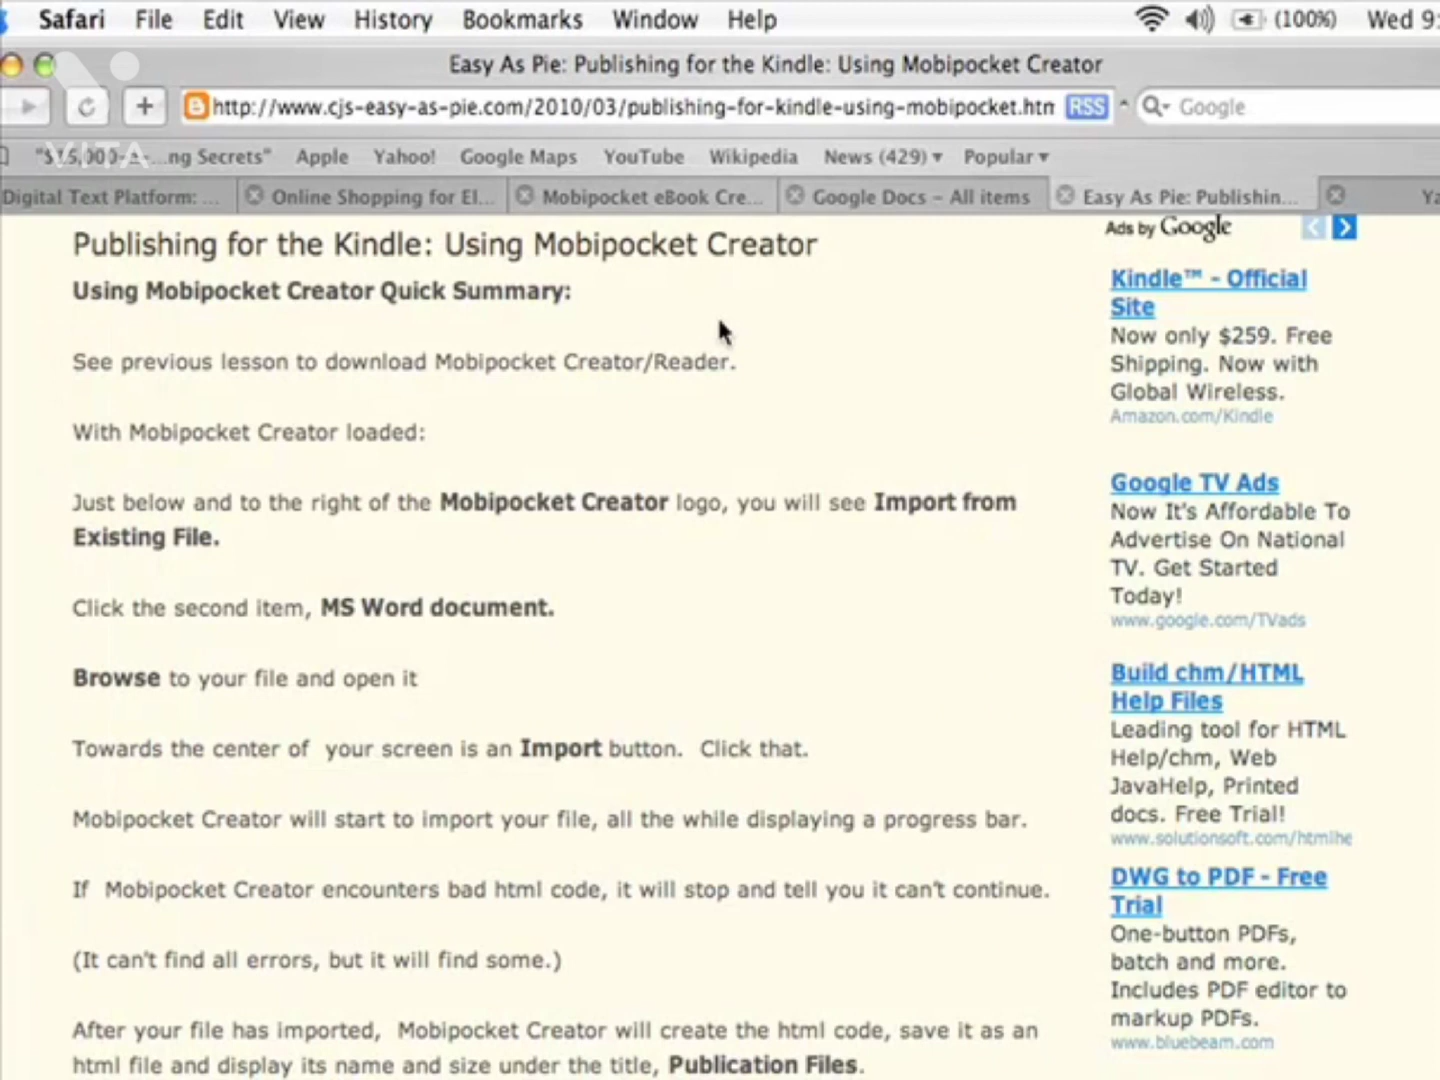 Safari File Edit View History Bookmarks Window Help (100%) Wed 9:
Easy As Pie: Publishing for the Kindle: Using Mobipocket Creator
http://www.cjs-easy-as-pie.com/2010/03/publishing-for-kindle-using-mobipocket.htm RSS Google
VITA
"$15,000-a-...ng Secrets" Apple Yahoo! Google Maps YouTube Wikipedia News (429) Popular
Digital Text Platform: ... Online Shopping for El... Mobipocket eBook Cre... Google Docs – All items Easy As Pie: Publishin... Ya
Publishing for the Kindle: Using Mobipocket Creator
Using Mobipocket Creator Quick Summary:
See previous lesson to download Mobipocket Creator/Reader.
With Mobipocket Creator loaded:
Just below and to the right of the Mobipocket Creator logo, you will see Import from
Existing File.
Click the second item, MS Word document.
Browse to your file and open it
Towards the center of your screen is an Import button. Click that.
Mobipocket Creator will start to import your file, all the while displaying a progress bar.
If Mobipocket Creator encounters bad html code, it will stop and tell you it can't continue.
(It can't find all errors, but it will find some.)
After your file has imported, Mobipocket Creator will create the html code, save it as an
html file and display its name and size under the title, Publication Files.
Ads by Google
Kindle™ - Official
Site
Now only $259. Free
Shipping. Now with
Global Wireless.
Amazon.com/Kindle
Google TV Ads
Now It's Affordable To
Advertise On National
TV. Get Started
Today!
www.google.com/TVads
Build chm/HTML
Help Files
Leading tool for HTML
Help/chm, Web
JavaHelp, Printed
docs. Free Trial!
www.solutionsoft.com/htmlhe
DWG to PDF - Free
Trial
One-button PDFs,
batch and more.
Includes PDF editor to
markup PDFs.
www.bluebeam.com